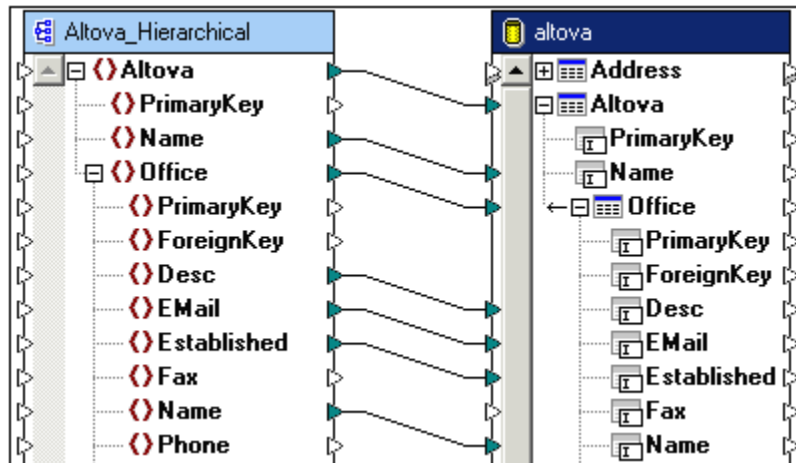 Altova_Hierarchical
Altova
PrimaryKey
Name
Office
PrimaryKey
ForeignKey
Desc
EMail
Established
Fax
Name
Phone
altova
Address
Altova
PrimaryKey
Name
Office
PrimaryKey
ForeignKey
Desc
EMail
Established
Fax
Name